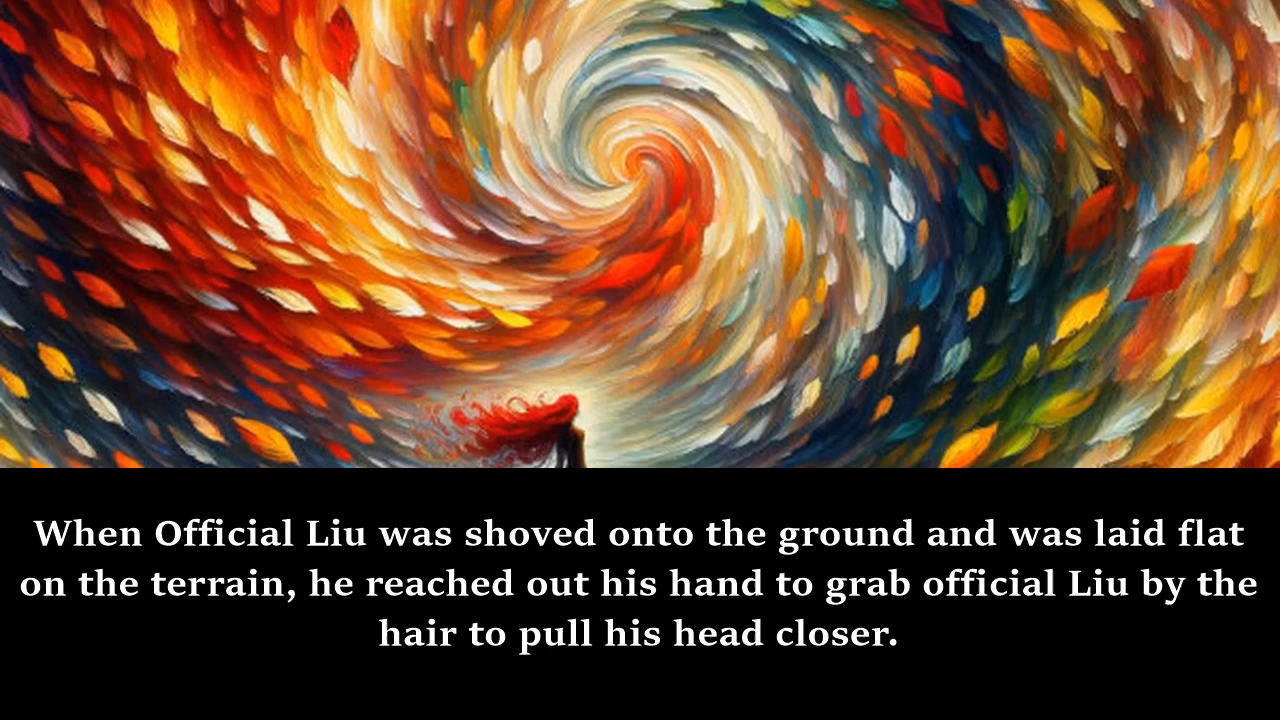 When Official Liu was shoved onto the ground and was laid flat
on the terrain, he reached out his hand to grab official Liu by the
hair to pull his head closer.